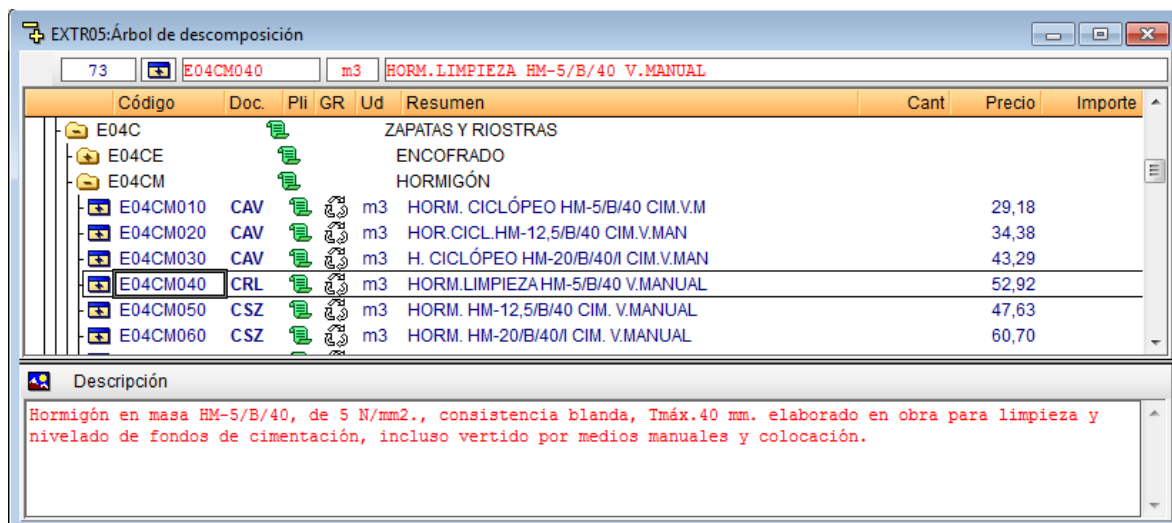 EXTR05:Árbol de descomposición
73 E04CM040 m3 HORM.LIMPIEZA HM-5/B/40 V.MANUAL
Código Doc. Pli GR Ud Resumen Cant Precio Importe
E04C ZAPATAS Y RIOSTRAS
E04CE ENCOFRADO
E04CM HORMIGÓN
E04CM010 CAV m3 HORM. CICLÓPEO HM-5/B/40 CIM.V.M 29,18
E04CM020 CAV m3 HOR.CICL.HM-12,5/B/40 CIM.V.MAN 34,38
E04CM030 CAV m3 H. CICLÓPEO HM-20/B/40/I CIM.V.MAN 43,29
E04CM040 CRL m3 HORM.LIMPIEZA HM-5/B/40 V.MANUAL 52,92
E04CM050 CSZ m3 HORM. HM-12,5/B/40 CIM. V.MANUAL 47,63
E04CM060 CSZ m3 HORM. HM-20/B/40/I CIM. V.MANUAL 60,70
Descripción
Hormigón en masa HM-5/B/40, de 5 N/mm2., consistencia blanda, Tmáx.40 mm. elaborado en obra para limpieza y
nivelado de fondos de cimentación, incluso vertido por medios manuales y colocación.